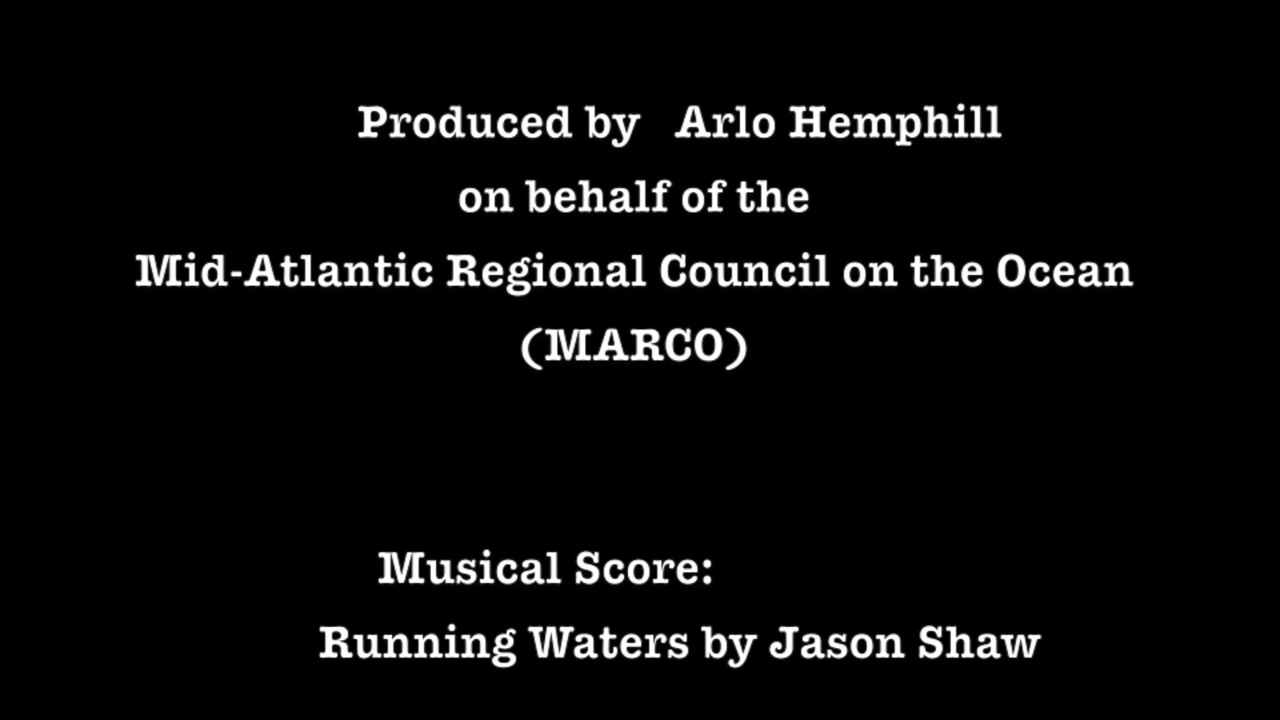 Produced by Arlo Hemphill
on behalf of the
Mid-Atlantic Regional Council on the Ocean
(MARCO)
Musical Score:
Running Waters by Jason Shaw